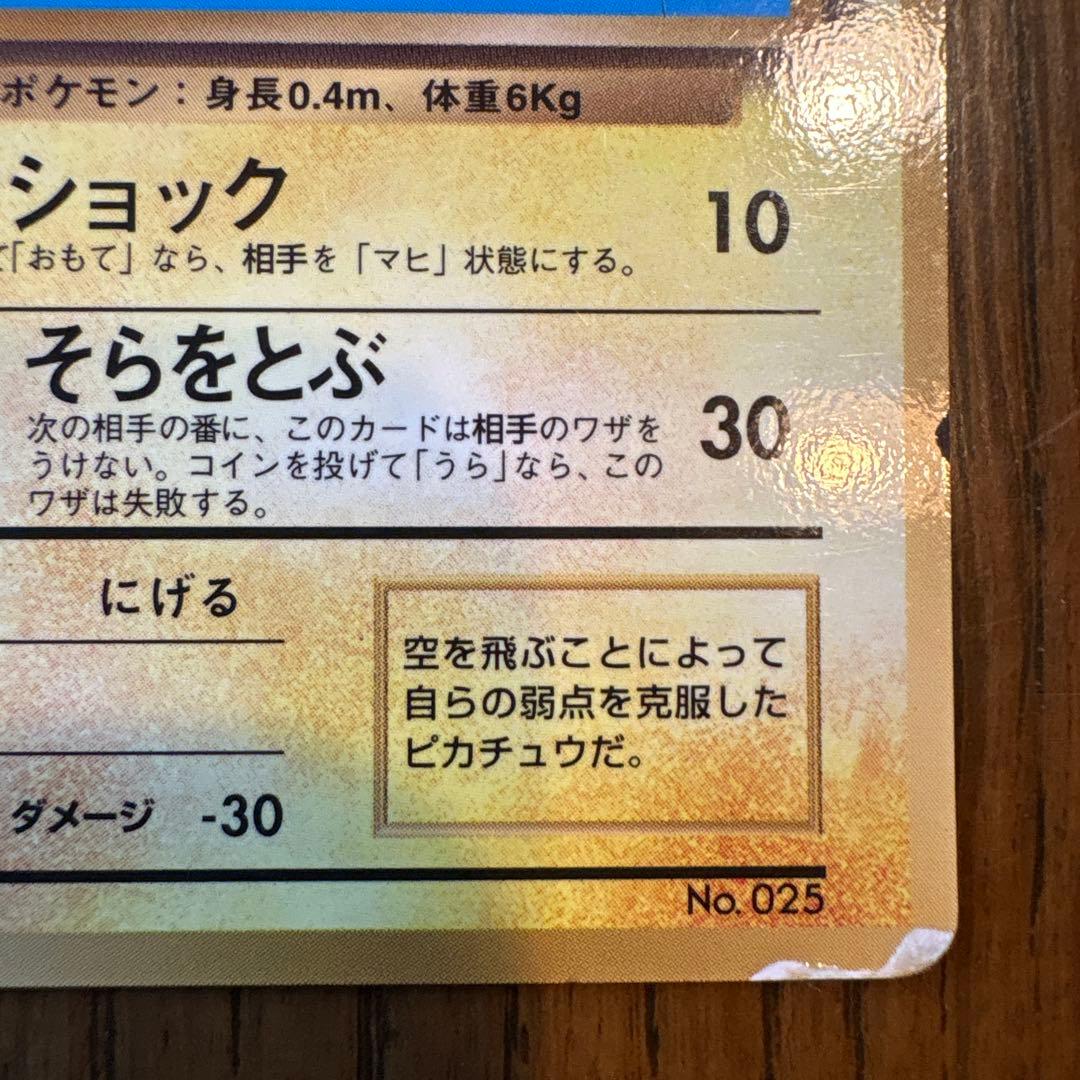 ポケモン：身長0.4m、体重6Kg
ショック 10
て「おもて」なら、相手を「マヒ」状態にする。
そらをとぶ 30
次の相手の番に、このカードは相手のワザを
うけない。コインを投げて「うら」なら、この
ワザは失敗する。
にげる
空を飛ぶことによって
自らの弱点を克服した
ピカチュウだ。
ダメージ -30
No. 025